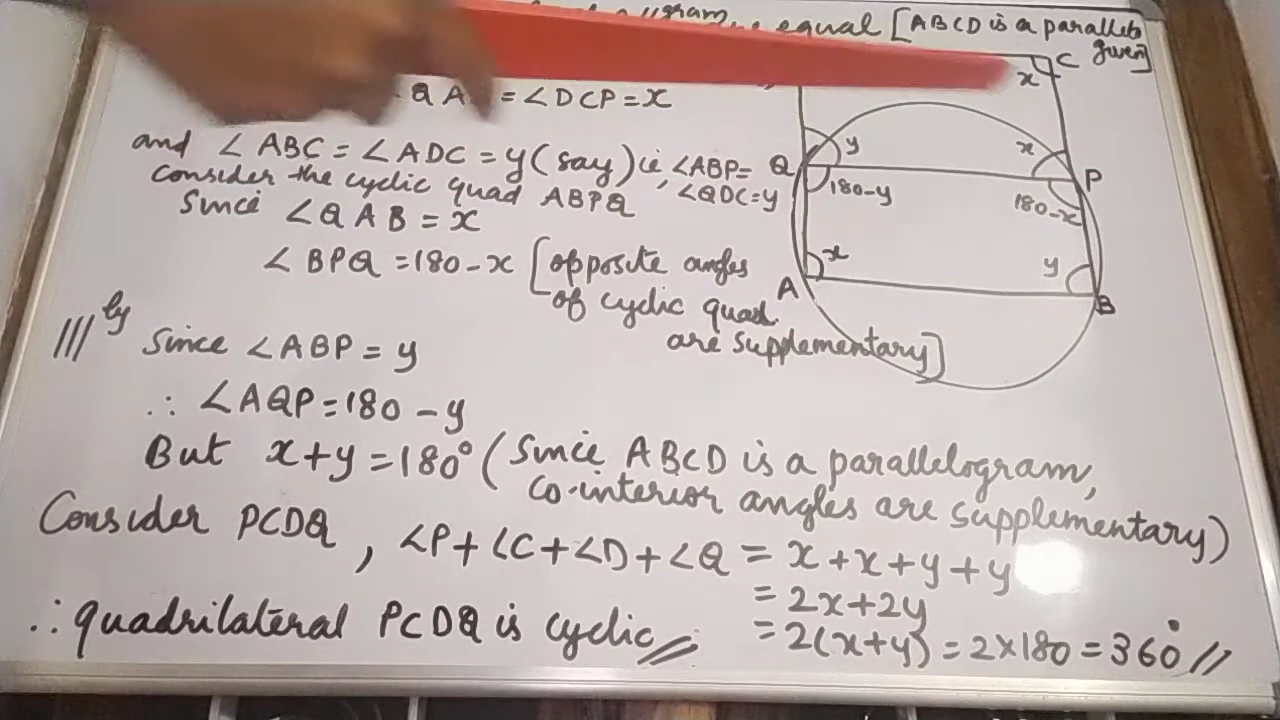 gram
equal [ABCD is a parallelo
given]
QA = ∠DCP = x
and ∠ABC = ∠ADC = y (say) ie, ∠ABP =
∠QDC = y
consider the cyclic quad ABPQ
Since ∠QAB = x
∠BPQ = 180 - x [opposite angles
of cyclic quad.
are supplementary]
|||ly Since ∠ABP = y
∴ ∠AQP = 180 - y
But x + y = 180° (Since ABCD is a parallelogram,
co-interior angles are supplementary)
Consider PCDQ, ∠P + ∠C + ∠D + ∠Q = x + x + y + y
= 2x + 2y
= 2(x + y) = 2 × 180 = 360° //
∴ quadrilateral PCDQ is cyclic //
C
x
Q
y
x
P
180 - y
180 - x
x
y
A
B